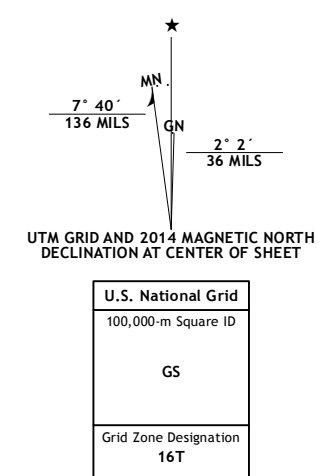 ★
MN
GN
7° 40´
136 MILS
2° 2´
36 MILS
UTM GRID AND 2014 MAGNETIC NORTH
DECLINATION AT CENTER OF SHEET
U.S. National Grid
100,000-m Square ID
GS
Grid Zone Designation
16T